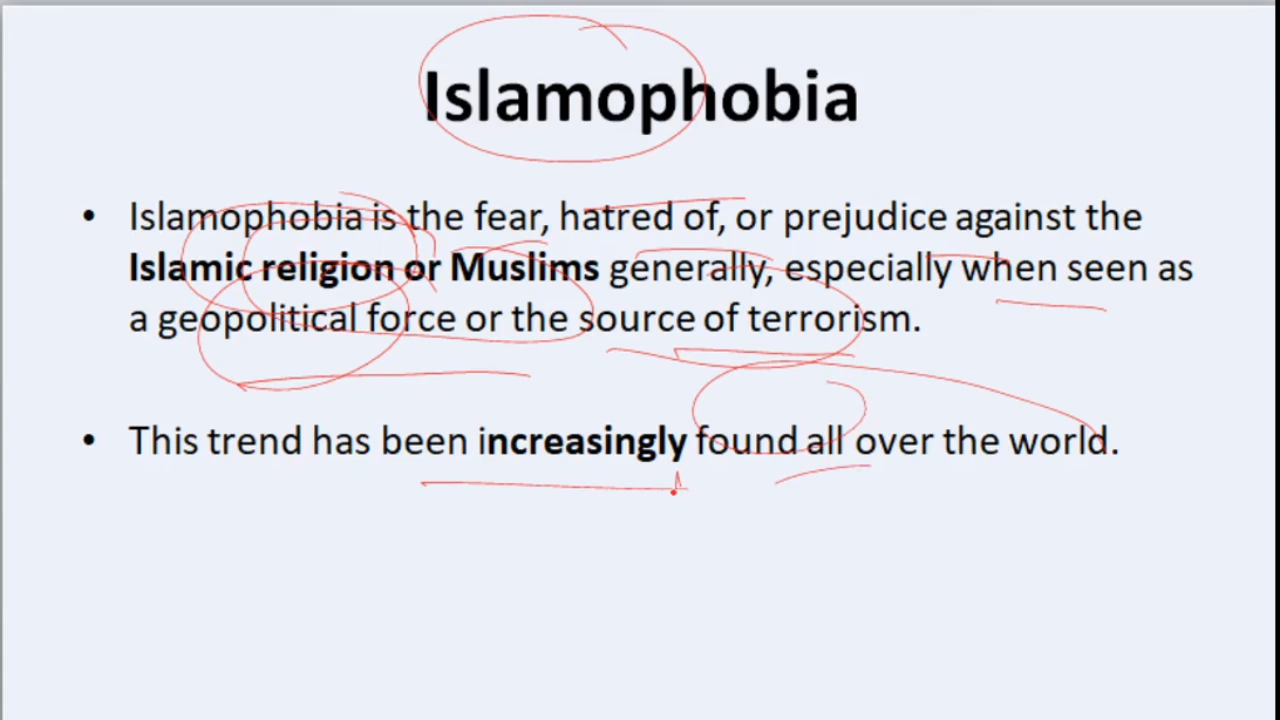 Islamophobia
• Islamophobia is the fear, hatred of, or prejudice against the
Islamic religion or Muslims generally, especially when seen as
a geopolitical force or the source of terrorism.
• This trend has been increasingly found all over the world.